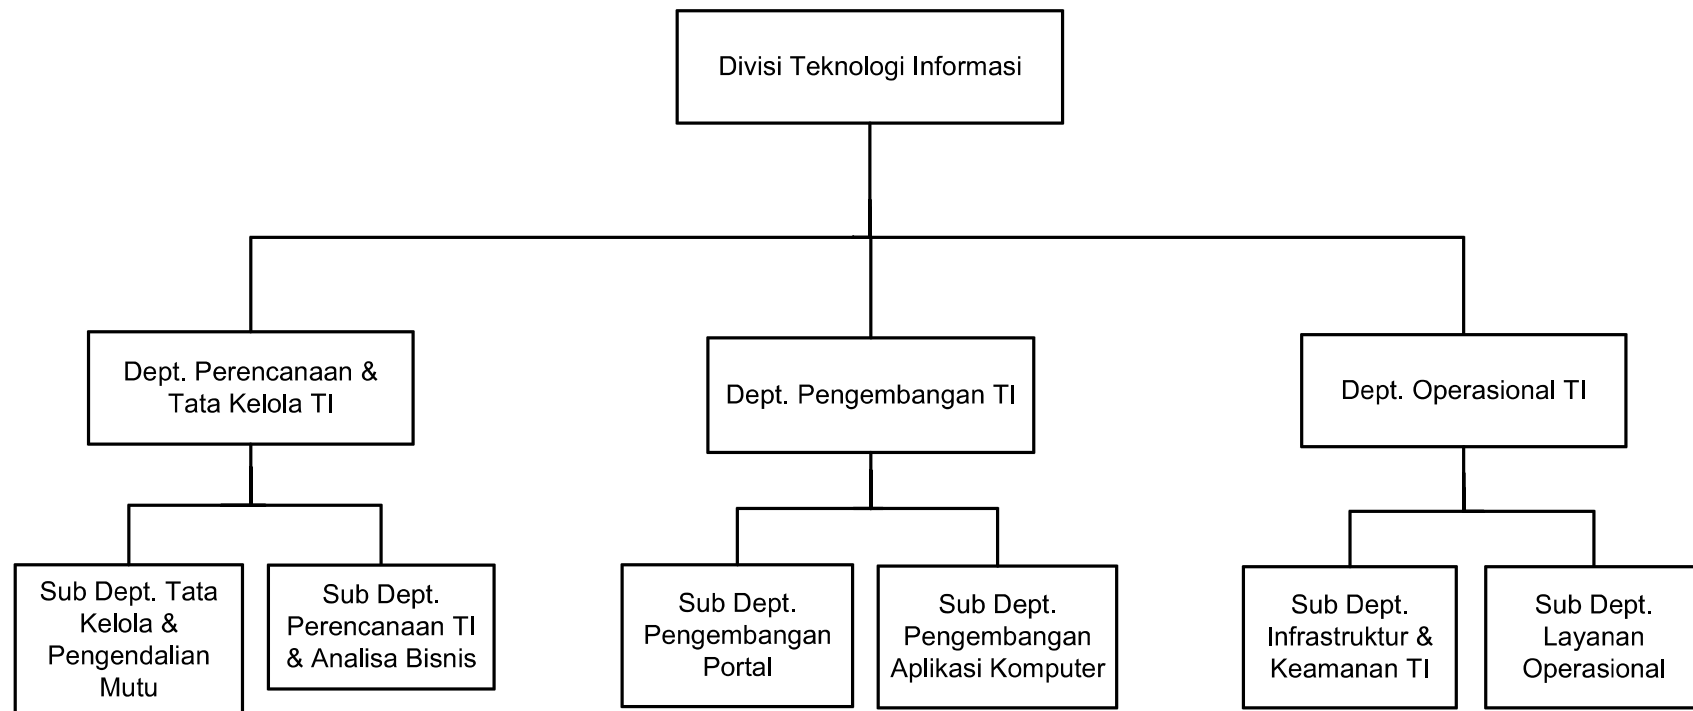 Divisi Teknologi Informasi
Dept. Perencanaan &
Tata Kelola TI
Dept. Pengembangan TI
Dept. Operasional TI
Sub Dept. Tata
Kelola &
Pengendalian
Mutu
Sub Dept.
Perencanaan TI
& Analisa Bisnis
Sub Dept.
Pengembangan
Portal
Sub Dept.
Pengembangan
Aplikasi Komputer
Sub Dept.
Infrastruktur &
Keamanan TI
Sub Dept.
Layanan
Operasional